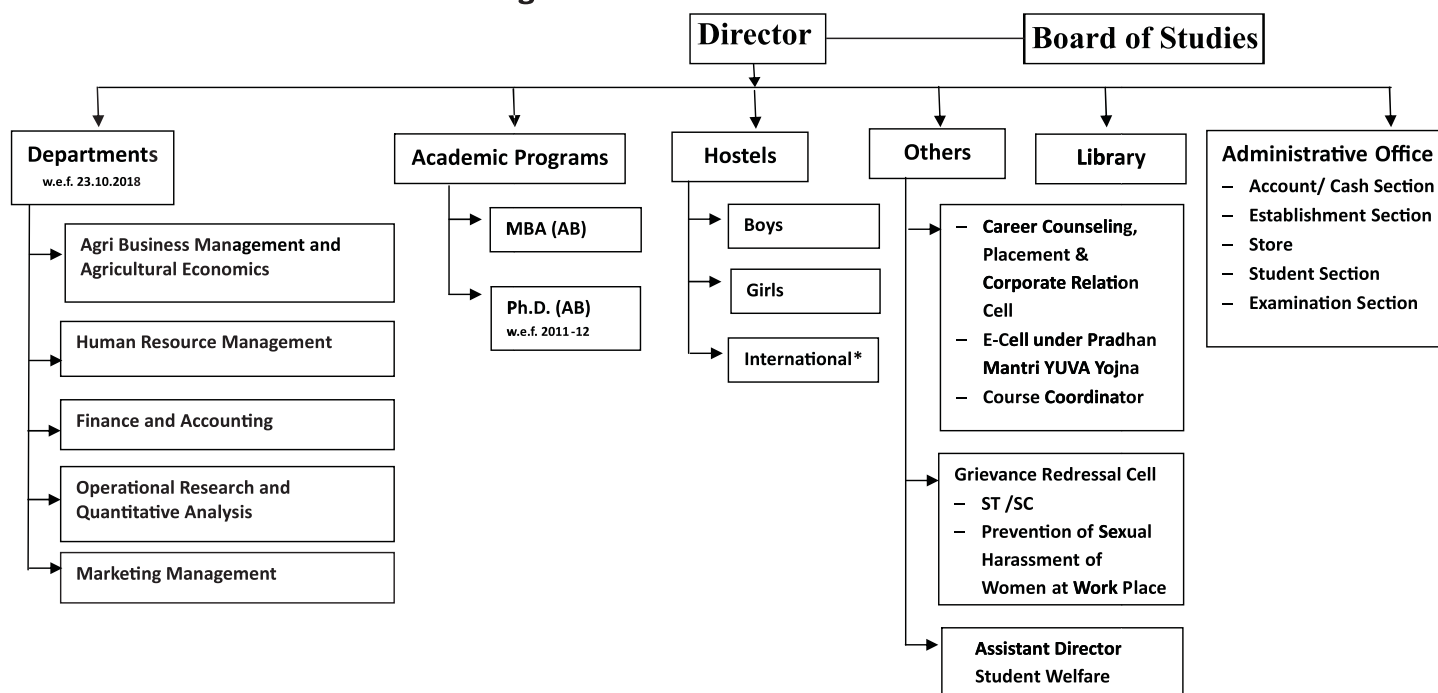 Director
Board of Studies
Departments
w.e.f. 23.10.2018
Agri Business Management and
Agricultural Economics
Human Resource Management
Finance and Accounting
Operational Research and
Quantitative Analysis
Marketing Management
Academic Programs
MBA (AB)
Ph.D. (AB)
w.e.f. 2011-12
Hostels
Boys
Girls
International*
Others
– Career Counseling,
Placement &
Corporate Relation
Cell
– E-Cell under Pradhan
Mantri YUVA Yojna
– Course Coordinator
Grievance Redressal Cell
– ST /SC
– Prevention of Sexual
Harassment of
Women at Work Place
Assistant Director
Student Welfare
Library
Administrative Office
– Account/ Cash Section
– Establishment Section
– Store
– Student Section
– Examination Section